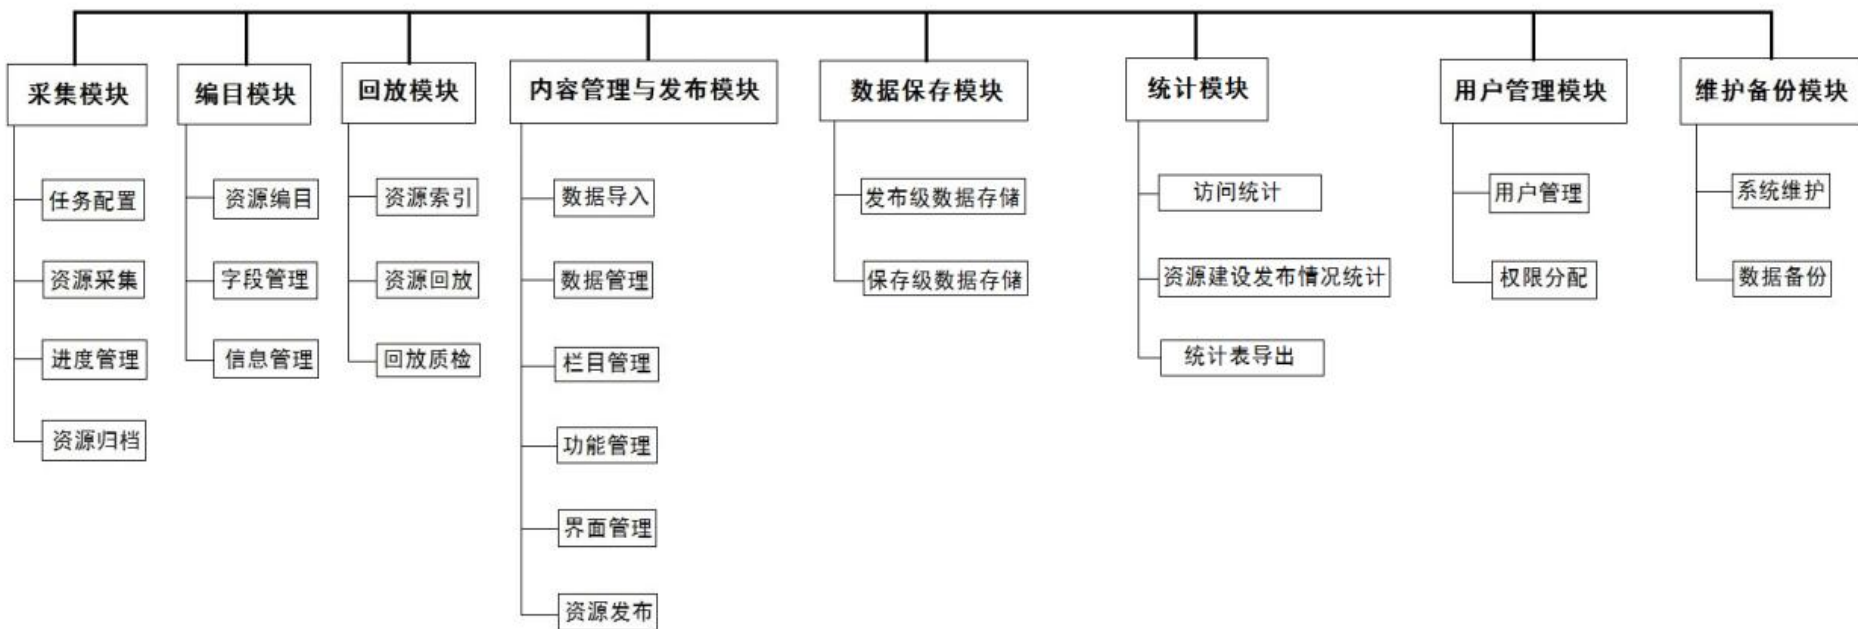 采集模块
任务配置
资源采集
进度管理
资源归档
编目模块
资源编目
字段管理
信息管理
回放模块
资源索引
资源回放
回放质检
内容管理与发布模块
数据导入
数据管理
栏目管理
功能管理
界面管理
资源发布
数据保存模块
发布级数据存储
保存级数据存储
统计模块
访问统计
资源建设发布情况统计
统计表导出
用户管理模块
用户管理
权限分配
维护备份模块
系统维护
数据备份